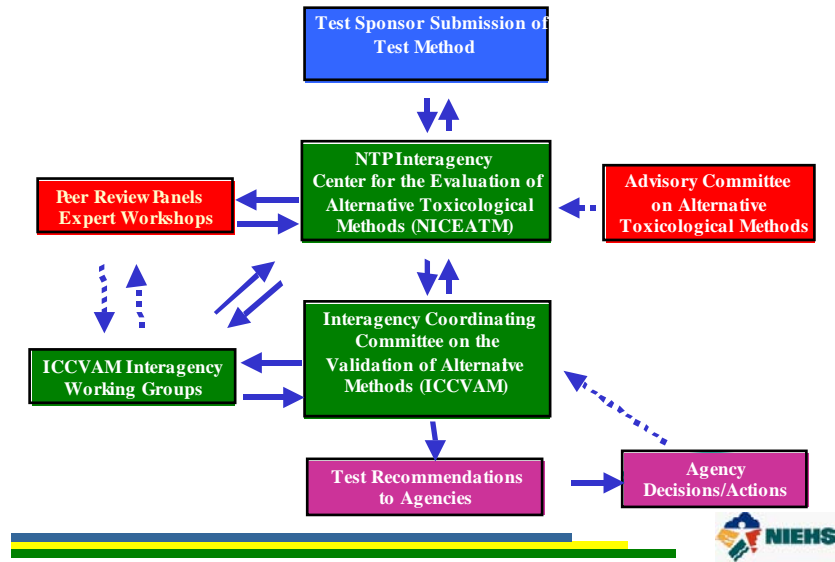 Test Sponsor Submission of
Test Method
NTP Interagency
Center for the Evaluation of
Alternative Toxicological
Methods (NICEATM)
Peer Review Panels
Expert Workshops
Advisory Committee
on Alternative
Toxicological Methods
Interagency Coordinating
Committee on the
Validation of Alternaive
Methods (ICCVAM)
ICCVAM Interagency
Working Groups
Test Recommendations
to Agencies
Agency
Decisions/Actions
NIEHS